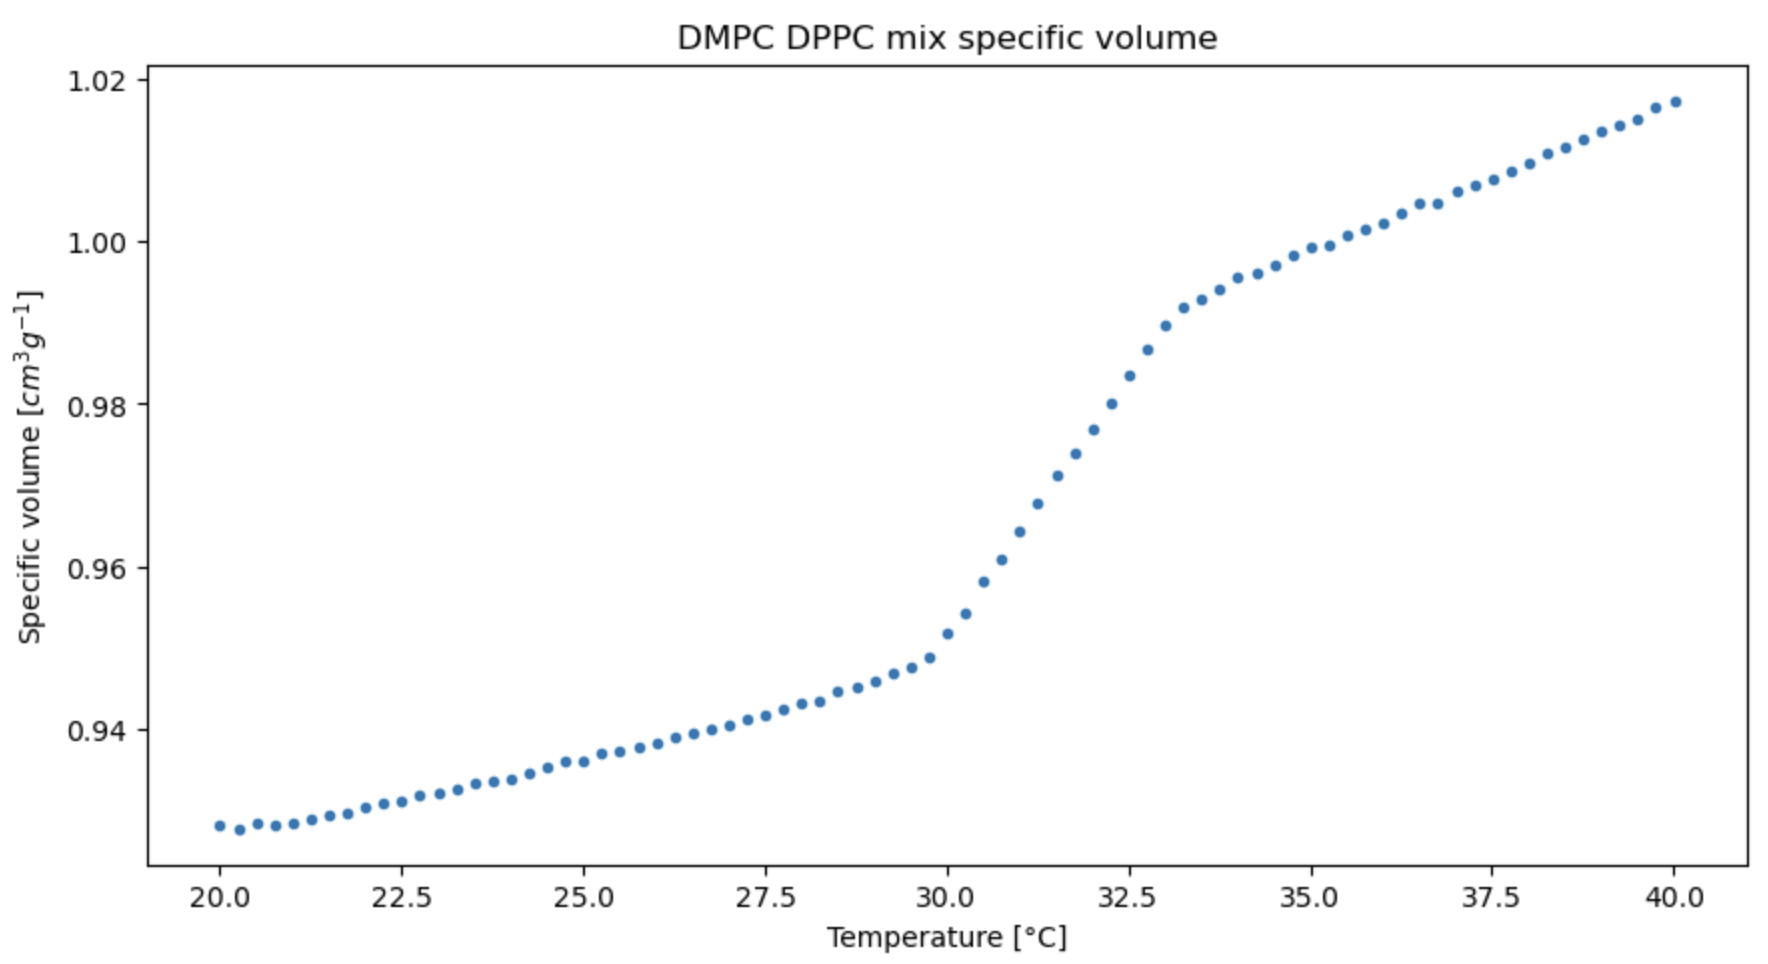 DMPC DPPC mix specific volume
1.02
1.00
0.98
0.96
0.94
Specific volume [cm³g⁻¹]
20.0 22.5 25.0 27.5 30.0 32.5 35.0 37.5 40.0
Temperature [°C]